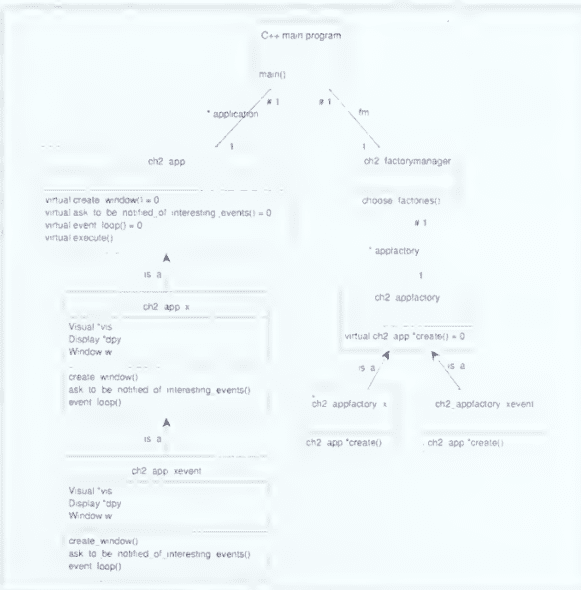 C++ main program
main()
# 1
# 1
* application
fm
1
1
ch2_app
virtual create_window() = 0
virtual ask_to_be_notified_of_interesting_events() = 0
virtual event_loop() = 0
virtual execute()
is a
ch2_app_x
Visual *vis
Display *dpy
Window w
create_window()
ask_to_be_notified_of_interesting_events()
event_loop()
is a
ch2_app_xevent
Visual *vis
Display *dpy
Window w
create_window()
ask_to_be_notified_of_interesting_events()
event_loop()
ch2_factorymanager
choose_factories()
# 1
* appfactory
1
ch2_appfactory
virtual ch2_app *create() = 0
is a
is a
ch2_appfactory_x
ch2_app *create()
ch2_appfactory_xevent
ch2_app *create()